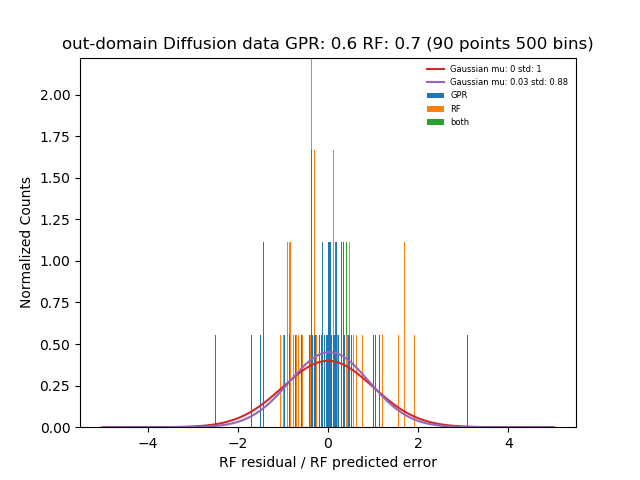 out-domain Diffusion data GPR: 0.6 RF: 0.7 (90 points 500 bins)
Gaussian mu: 0 std: 1
Gaussian mu: 0.03 std: 0.88
GPR
RF
both
Normalized Counts
2.00
1.75
1.50
1.25
1.00
0.75
0.50
0.25
0.00
−4
−2
0
2
4
RF residual / RF predicted error